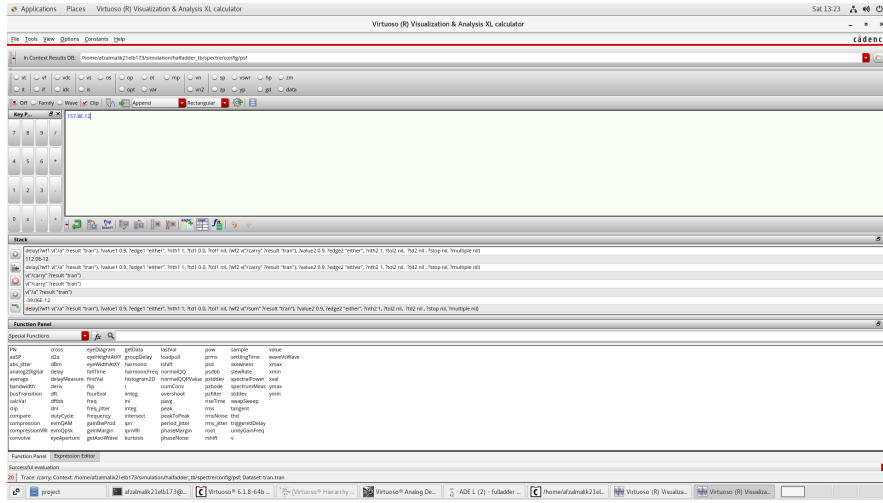 Applications Places Virtuoso (R) Visualization & Analysis XL calculator Sat 13:23
Virtuoso (R) Visualization & Analysis XL calculator
File Tools View Options Constants Help cādence
In Context Results DB: /home/afzalmalik21elb173/simulation/halfadder_tb/spectre/config/psf
vt vf vdc vs os op ot mp vn sp vswr hp zm
it if idc is opt var vn2 zp yp gd data
Off Family Wave Clip Append Rectangular
Key P...
157.8E-12
7 8 9 /
4 5 6 *
1 2 3 -
0 ± . +
Stack
delay(?wf1 v("/a" ?result "tran"), ?value1 0.9, ?edge1 "either", ?nth1 1, ?td1 0.0, ?tol1 nil, ?wf2 v("/carry" ?result "tran"), ?value2 0.9, ?edge2 "either", ?nth2 1, ?tol2 nil, ?td2 nil , ?stop nil, ?multiple nil)
112.0E-12
delay(?wf1 v("/a" ?result "tran"), ?value1 0.9, ?edge1 "either", ?nth1 1, ?td1 0.0, ?tol1 nil, ?wf2 v("/carry" ?result "tran"), ?value2 0.9, ?edge2 "either", ?nth2 1, ?tol2 nil, ?td2 nil , ?stop nil, ?multiple nil)
v("/carry" ?result "tran")
v("/carry" ?result "tran")
v("/a" ?result "tran")
-39.06E-12
delay(?wf1 v("/a" ?result "tran"), ?value1 0.9, ?edge1 "either", ?nth1 1, ?td1 0.0, ?tol1 nil, ?wf2 v("/sum" ?result "tran"), ?value2 0.9, ?edge2 "either", ?nth2 1, ?tol2 nil, ?td2 nil , ?stop nil, ?multiple nil)
Function Panel
Special Functions fx
PN cross eyeDiagram getData lastVal pow sample value
aaSP d2a eyeHeightAtXY groupDelay loadpull prms settlingTime waveVsWave
abs_jitter dBm eyeWidthAtXY harmonic lshift psd skewness xmax
analog2Digital delay fallTime harmonicFreq normalQQ psdbb slewRate xmin
average delayMeasure firstVal histogram2D normalQQPValue pstddev spectralPower xval
bandwidth deriv flip i numConv pzbode spectrumMeas ymax
busTransition dft fourEval iinteg overshoot pzfilter stddev ymin
calcVal dftbb freq inl pavg riseTime swapSweep
clip dnl freq_jitter integ peak rms tangent
compare dutyCycle frequency intersect peakToPeak rmsNoise thd
compression evmQAM gainBwProd ipn period_jitter rms_jitter triggeredDelay
compressionVRI evmQpsk gainMargin ipnVRI phaseMargin root unityGainFreq
convolve eyeAperture getAsciiWave kurtosis phaseNoise rshift v
Function Panel Expression Editor
Successful evaluation
20 Trace: /carry; Context: /home/afzalmalik21elb173/simulation/halfadder_tb/spectre/config/psf; Dataset: tran-tran
project afzalmalik21elb173@... Virtuoso® 6.1.8-64b ... (Virtuoso® Hierarchy ... Virtuoso® Analog De... ADE L (2) - fulladder ... /home/afzalmalik21el... Virtuoso (R) Visualiza... Virtuoso (R) Visualiza...